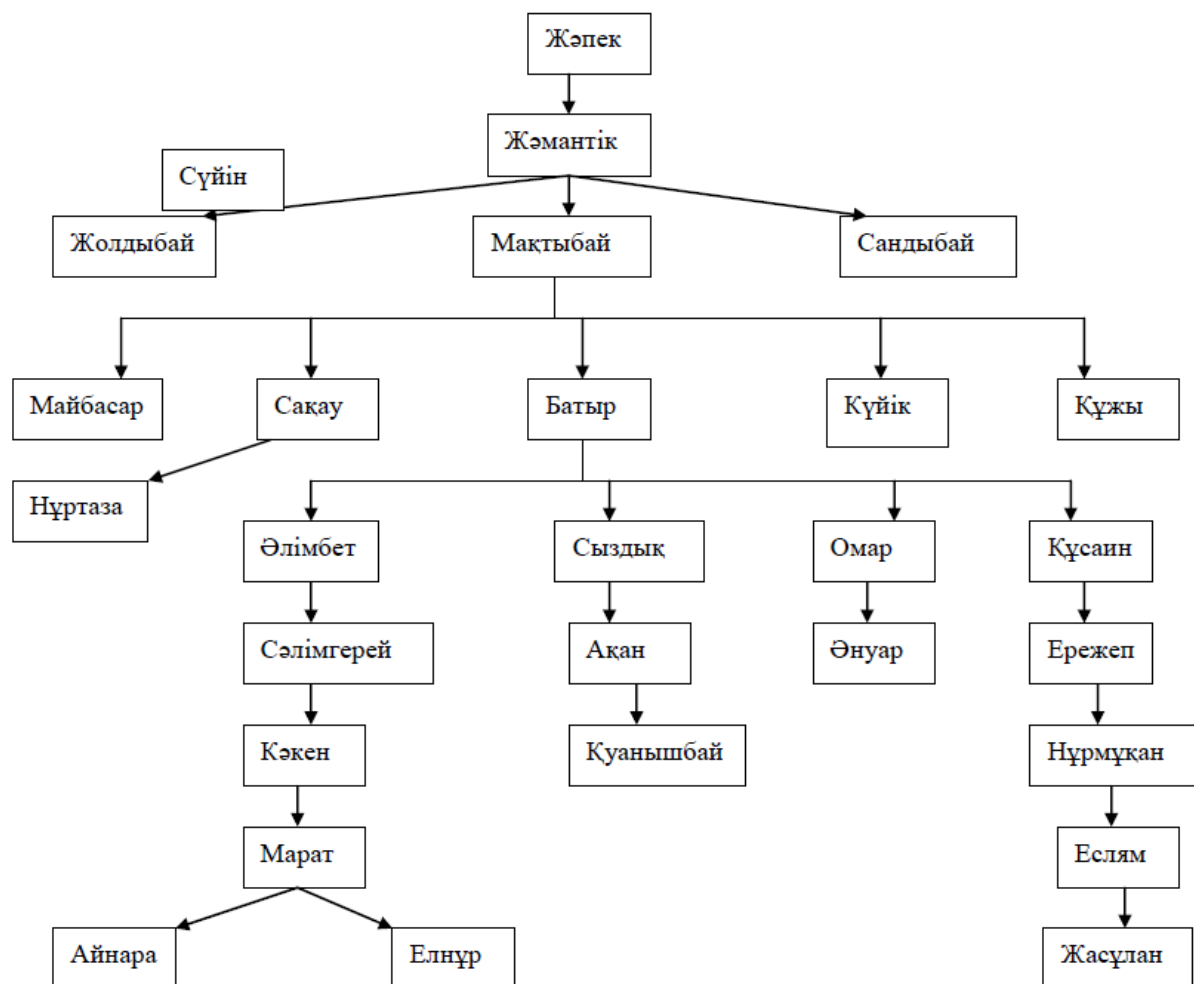 Жәпек
Жәмантік
Сүйін
Жолдыбай
Мақтыбай
Сандыбай
Майбасар
Сақау
Батыр
Күйік
Құжы
Нұртаза
Әлімбет
Сыздық
Омар
Құсаин
Сәлімгерей
Ақан
Әнуар
Ережеп
Кәкен
Қуанышбай
Нұрмұқан
Марат
Еслям
Айнара
Елнұр
Жасұлан